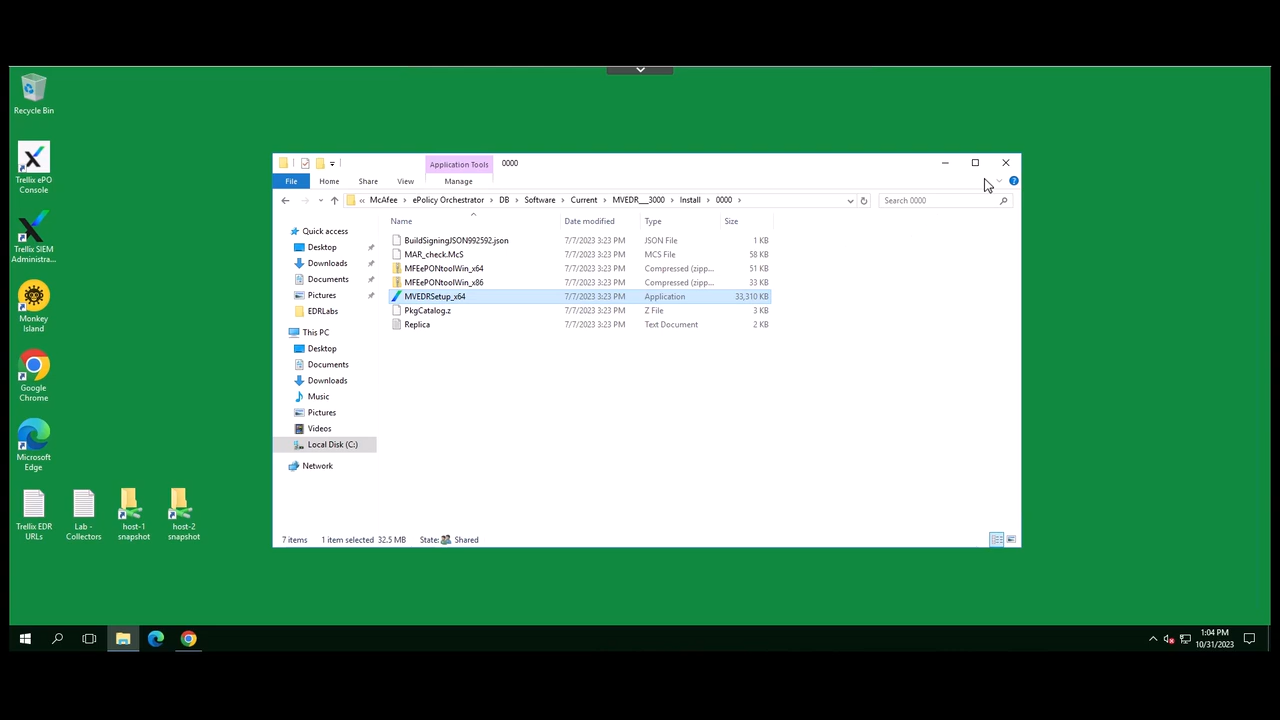 Recycle Bin
Trellix ePO
Console
Trellix SIEM
Administra...
Monkey
Island
Google
Chrome
Microsoft
Edge
Trellix EDR
URLs
Lab -
Collectors
host-1
snapshot
host-2
snapshot
Application Tools
0000
File
Home
Share
View
Manage
« McAfee › ePolicy Orchestrator › DB › Software › Current › MVEDR___3000 › Install › 0000 ›
Search 0000
Quick access
Desktop
Downloads
Documents
Pictures
EDRLabs
This PC
Desktop
Documents
Downloads
Music
Pictures
Videos
Local Disk (C:)
Network
Name Date modified Type Size
BuildSigningJSON992592.json 7/7/2023 3:23 PM JSON File 1 KB
MAR_check.McS 7/7/2023 3:23 PM MCS File 58 KB
MFEePONtoolWin_x64 7/7/2023 3:23 PM Compressed (zipp... 51 KB
MFEePONtoolWin_x86 7/7/2023 3:23 PM Compressed (zipp... 33 KB
MVEDRSetup_x64 7/7/2023 3:23 PM Application 33,310 KB
PkgCatalog.z 7/7/2023 3:23 PM Z File 3 KB
Replica 7/7/2023 3:23 PM Text Document 2 KB
7 items 1 item selected 32.5 MB State: Shared
1:04 PM
10/31/2023